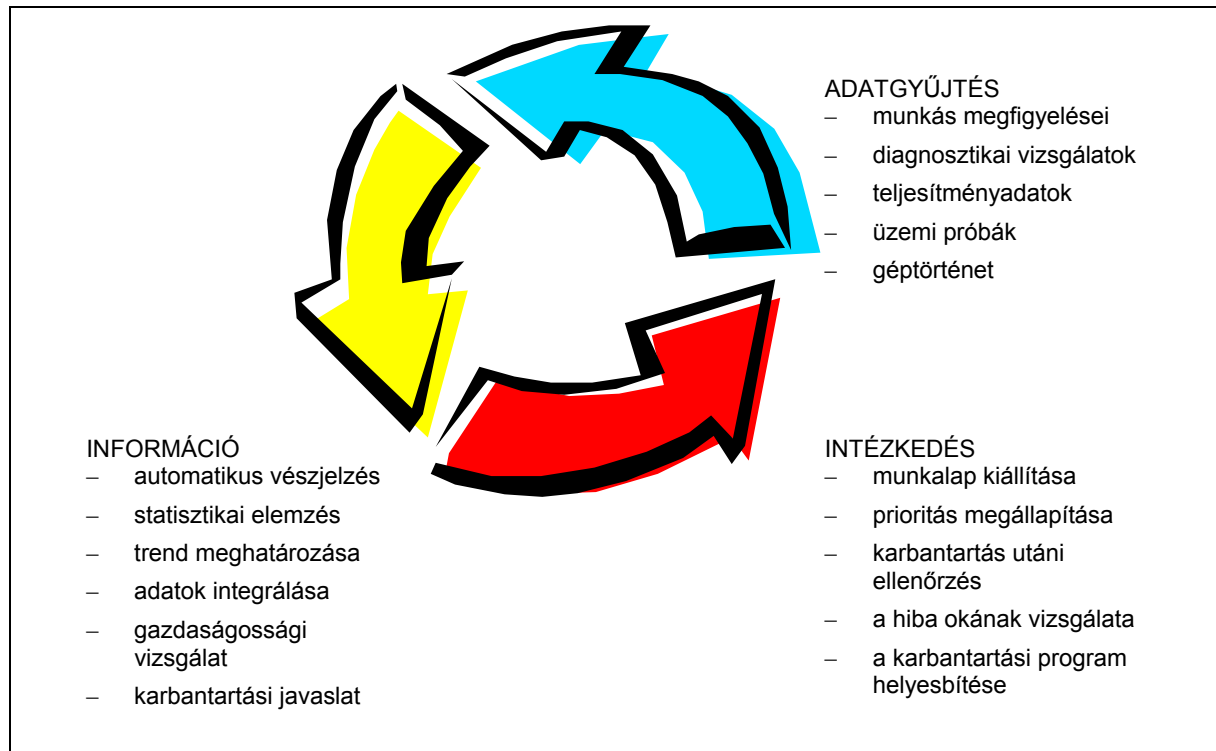 ADATGYŰJTÉS
– munkás megfigyelései
– diagnosztikai vizsgálatok
– teljesítményadatok
– üzemi próbák
– géptörténet
INFORMÁCIÓ
– automatikus vészjelzés
– statisztikai elemzés
– trend meghatározása
– adatok integrálása
– gazdaságossági
vizsgálat
– karbantartási javaslat
INTÉZKEDÉS
– munkalap kiállítása
– prioritás megállapítása
– karbantartás utáni
ellenőrzés
– a hiba okának vizsgálata
– a karbantartási program
helyesbítése